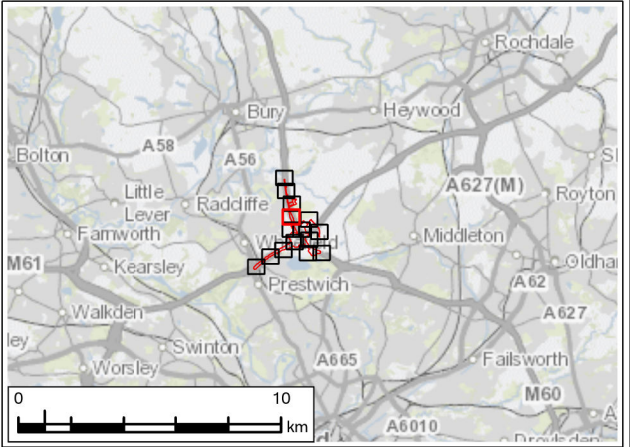 Rochdale
Bury
Heywood
A58
Bolton
A56
A627(M)
Little
Lever
Radcliffe
Royton
Farnworth
Middleton
M61
Kearsley
Prestwich
A62
Walkden
A627
Swinton
A665
Failsworth
Worsley
M60
0
10
km
A6010